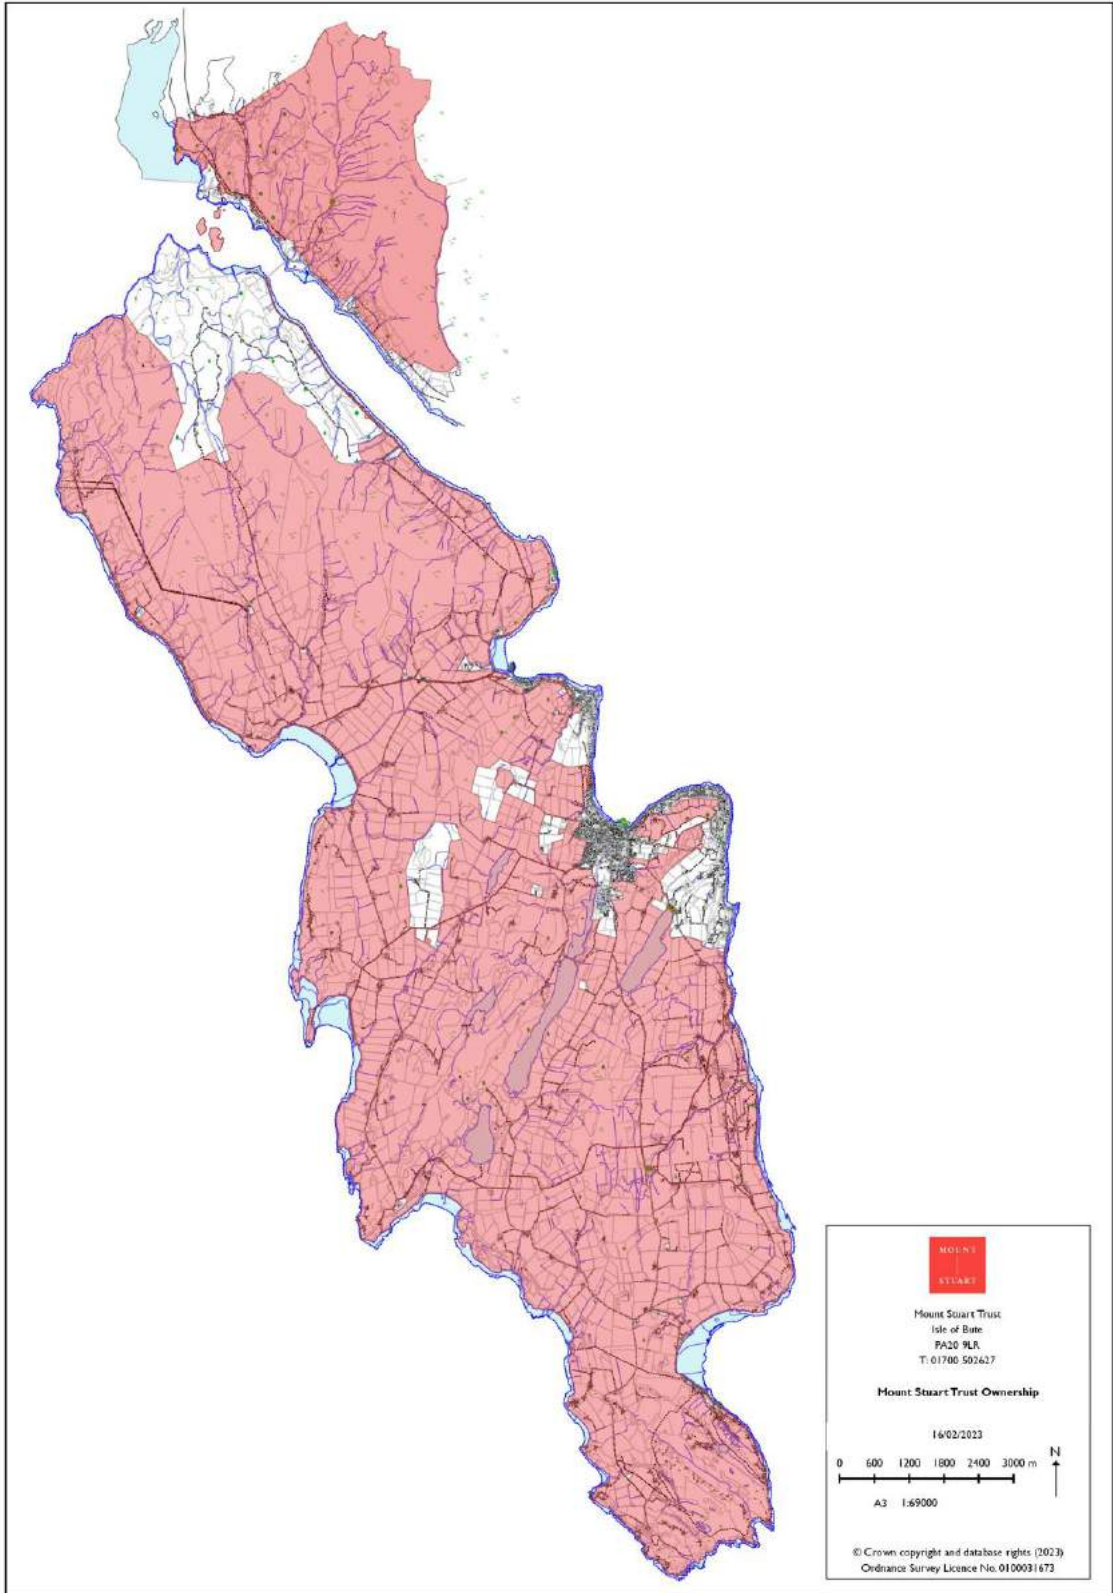 MOUNT
STUART
Mount Stuart Trust
Isle of Bute
PA20 9LR
T: 01700 502627
Mount Stuart Trust Ownership
16/02/2023
N
0 600 1200 1800 2400 3000 m
A3 1:69000
© Crown copyright and database rights (2023)
Ordnance Survey Licence No. 0100031673